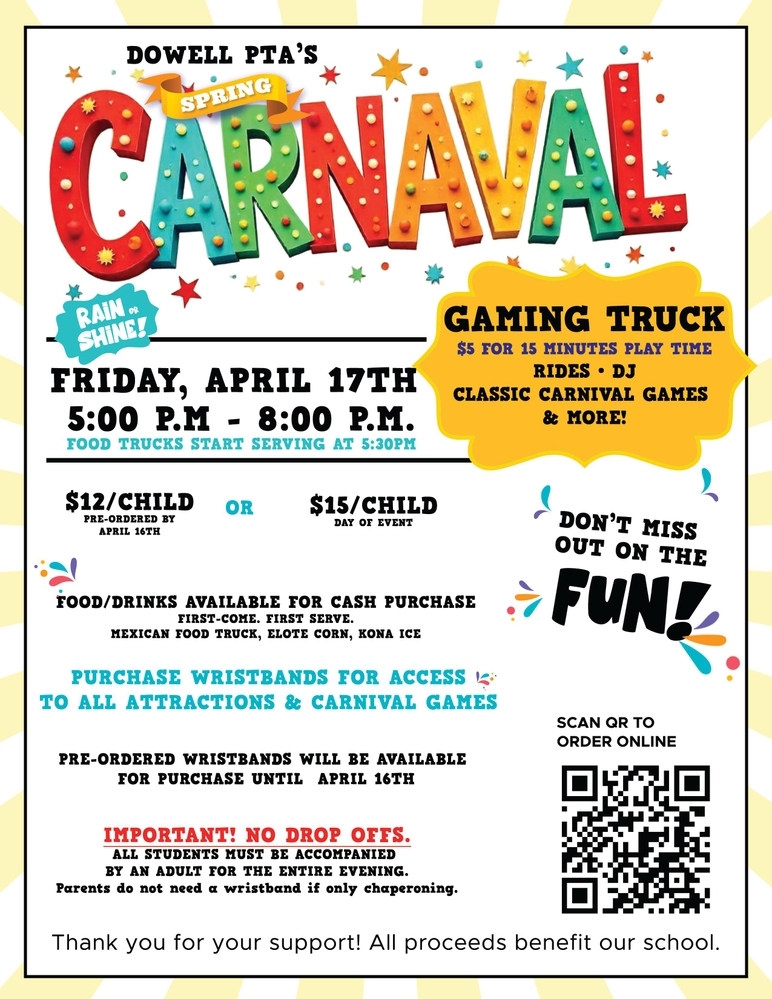 DOWELL PTA'S
SPRING
CARNAVAL
RAIN OR
SHINE!
FRIDAY, APRIL 17TH
5:00 P.M - 8:00 P.M.
FOOD TRUCKS START SERVING AT 5:30PM
GAMING TRUCK
$5 FOR 15 MINUTES PLAY TIME
RIDES • DJ
CLASSIC CARNIVAL GAMES
& MORE!
$12/CHILD
PRE-ORDERED BY
APRIL 16TH
OR
$15/CHILD
DAY OF EVENT
DON'T MISS
OUT ON THE
FUN!
FOOD/DRINKS AVAILABLE FOR CASH PURCHASE
FIRST-COME. FIRST SERVE.
MEXICAN FOOD TRUCK, ELOTE CORN, KONA ICE
PURCHASE WRISTBANDS FOR ACCESS
TO ALL ATTRACTIONS & CARNIVAL GAMES
PRE-ORDERED WRISTBANDS WILL BE AVAILABLE
FOR PURCHASE UNTIL APRIL 16TH
SCAN QR TO
ORDER ONLINE
IMPORTANT! NO DROP OFFS.
ALL STUDENTS MUST BE ACCOMPANIED
BY AN ADULT FOR THE ENTIRE EVENING.
Parents do not need a wristband if only chaperoning.
Thank you for your support! All proceeds benefit our school.